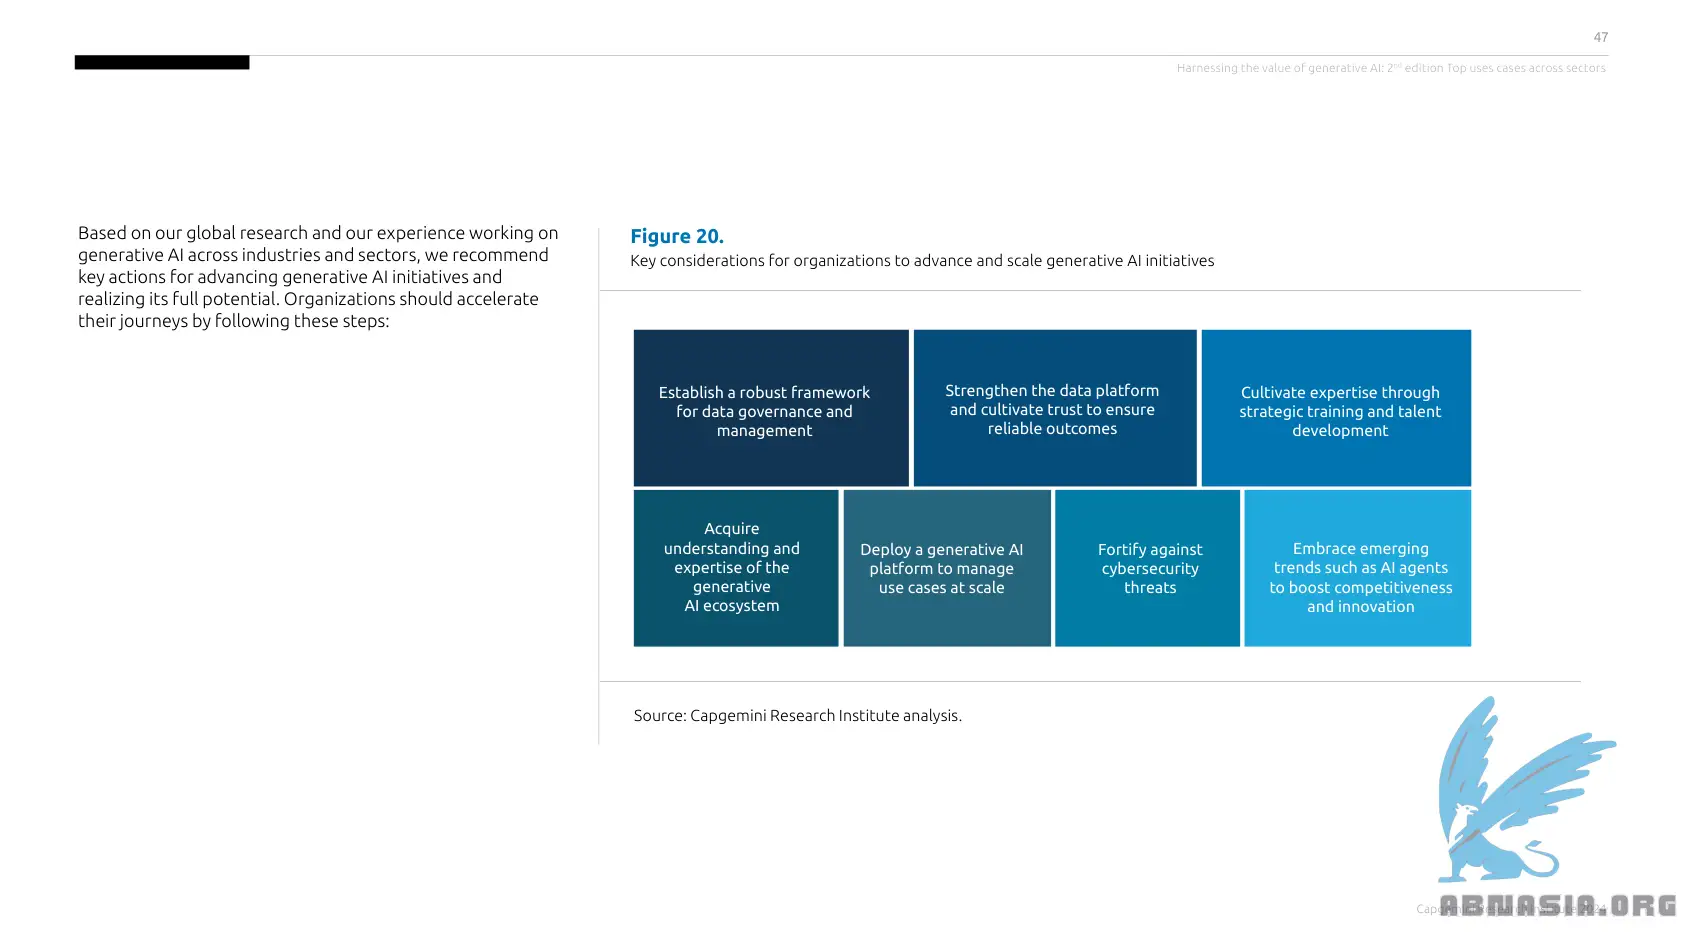 47
Harnessing the value of generative AI: 2nd edition Top uses cases across sectors
Based on our global research and our experience working on
generative AI across industries and sectors, we recommend
key actions for advancing generative AI initiatives and
realizing its full potential. Organizations should accelerate
their journeys by following these steps:
Figure 20.
Key considerations for organizations to advance and scale generative AI initiatives
Establish a robust framework
for data governance and
management
Strengthen the data platform
and cultivate trust to ensure
reliable outcomes
Cultivate expertise through
strategic training and talent
development
Acquire
understanding and
expertise of the
generative
AI ecosystem
Deploy a generative AI
platform to manage
use cases at scale
Fortify against
cybersecurity
threats
Embrace emerging
trends such as AI agents
to boost competitiveness
and innovation
Source: Capgemini Research Institute analysis.
Capgemini Research Institute 2024
ABNASIA.ORG